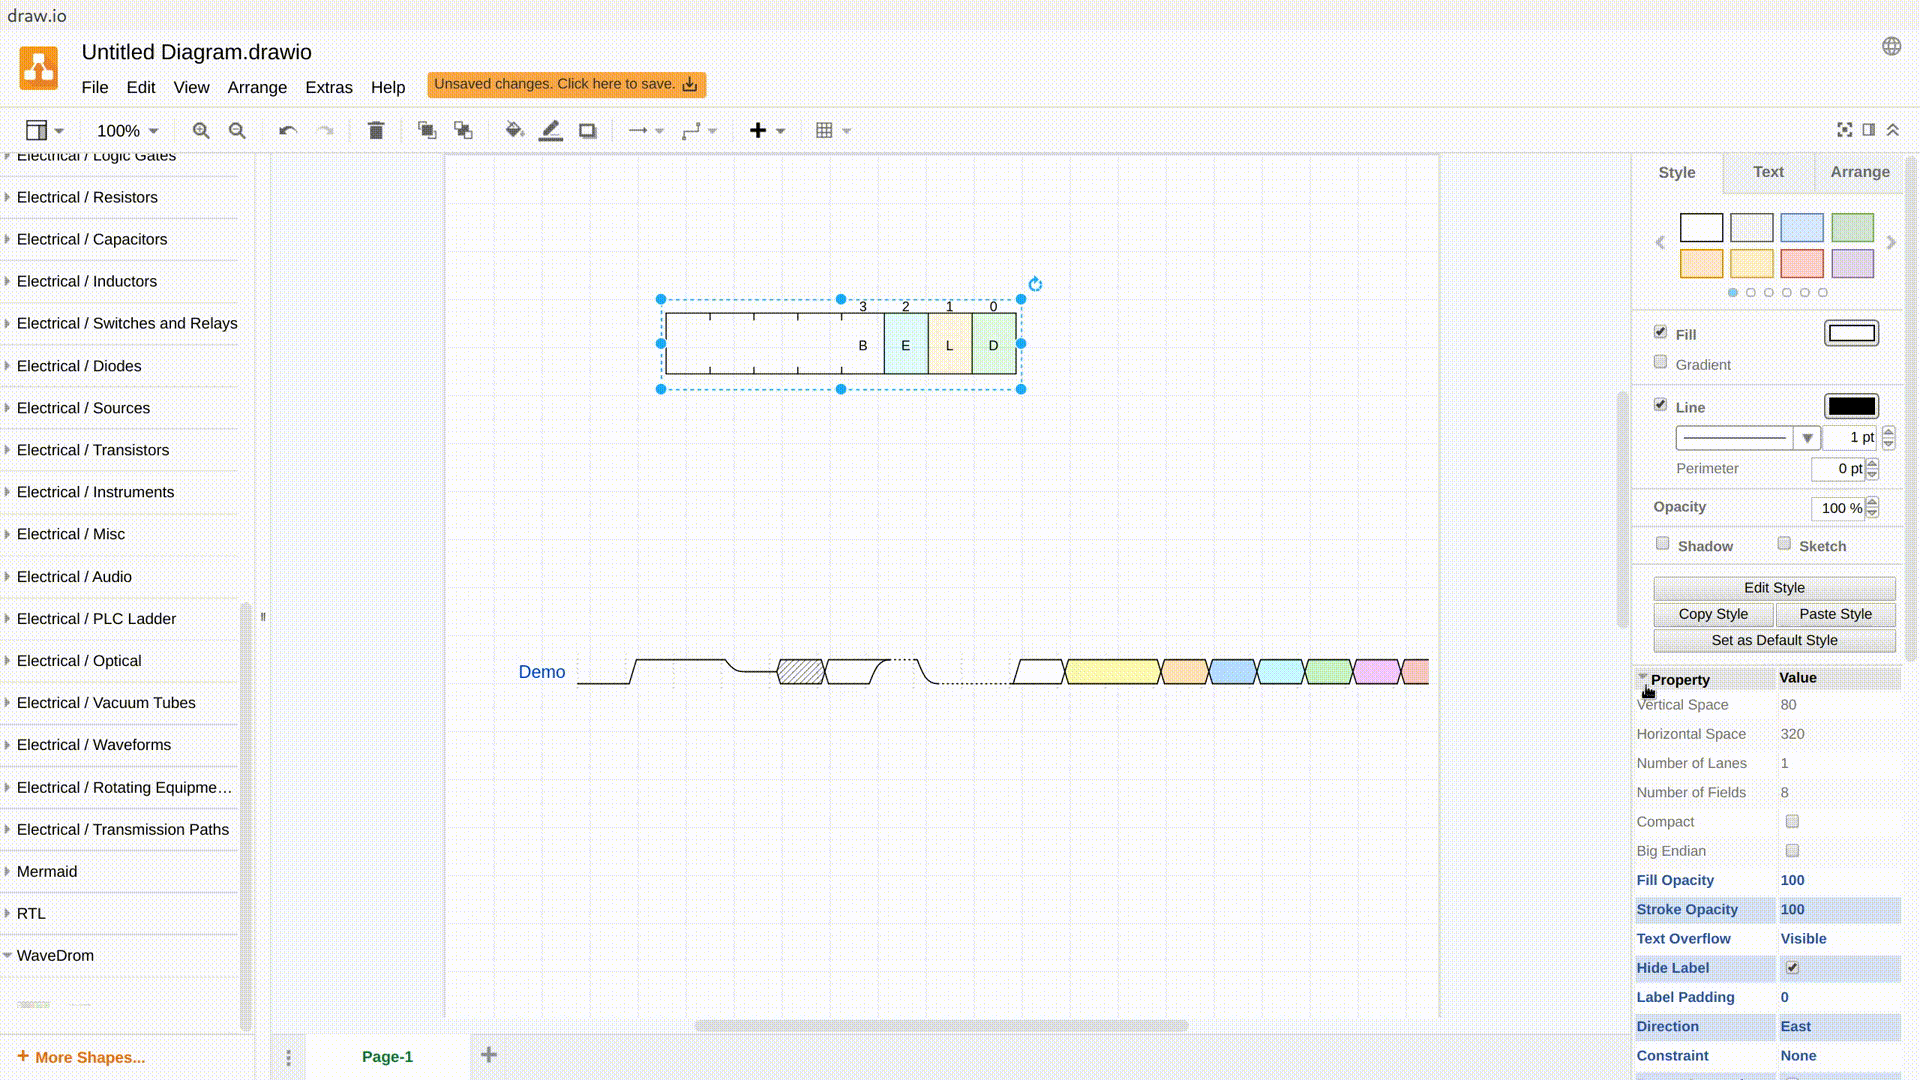 draw.io
Untitled Diagram.drawio
File Edit View Arrange Extras Help Unsaved changes. Click here to save.
100%
Electrical / Logic Gates
Electrical / Resistors
Electrical / Capacitors
Electrical / Inductors
Electrical / Switches and Relays
Electrical / Diodes
Electrical / Sources
Electrical / Transistors
Electrical / Instruments
Electrical / Misc
Electrical / Audio
Electrical / PLC Ladder
Electrical / Optical
Electrical / Vacuum Tubes
Electrical / Waveforms
Electrical / Rotating Equipme...
Electrical / Transmission Paths
Mermaid
RTL
WaveDrom
+ More Shapes...
3 2 1 0
B E L D
Demo
Page-1
Style Text Arrange
Fill
Gradient
Line
1 pt
Perimeter 0 pt
Opacity 100 %
Shadow Sketch
Edit Style
Copy Style Paste Style
Set as Default Style
Property Value
Vertical Space 80
Horizontal Space 320
Number of Lanes 1
Number of Fields 8
Compact
Big Endian
Fill Opacity 100
Stroke Opacity 100
Text Overflow Visible
Hide Label
Label Padding 0
Direction East
Constraint None